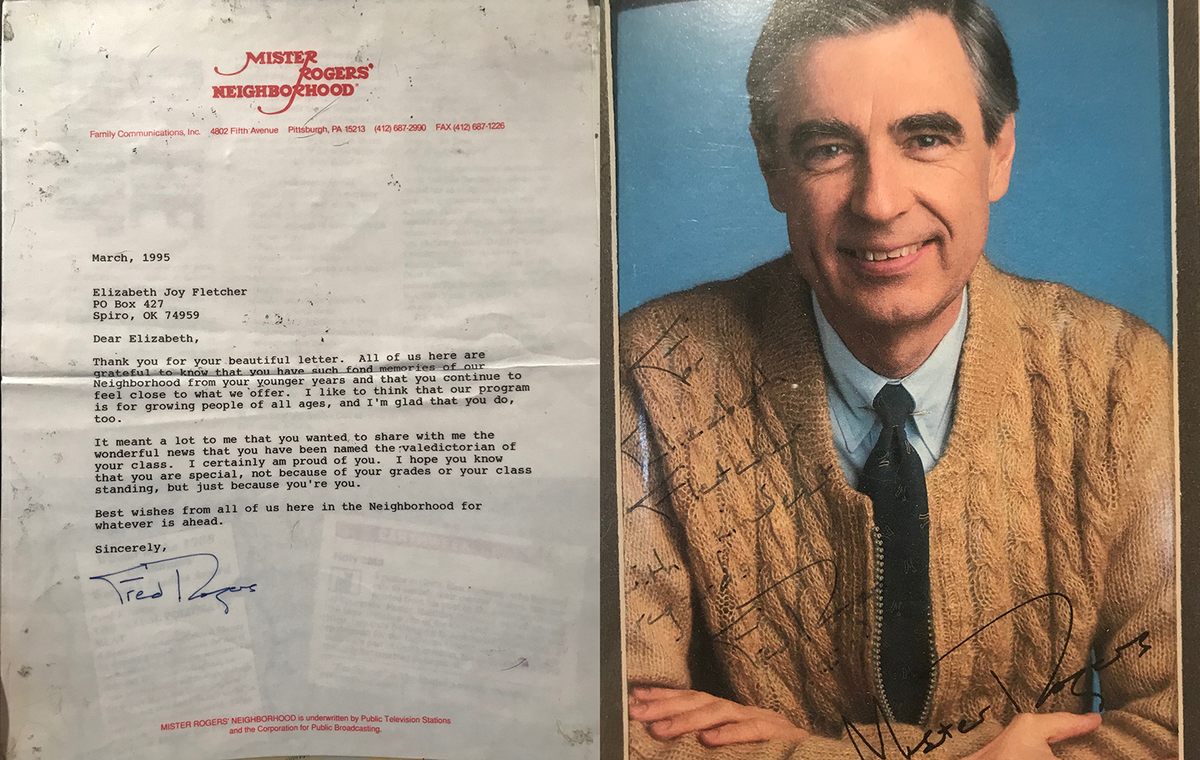 MISTER
ROGERS'
NEIGHBORHOOD
Family Communications, Inc. 4802 Fifth Avenue Pittsburgh, PA 15213 (412) 687-2990 FAX (412) 687-1226
March, 1995
Elizabeth Joy Fletcher
PO Box 427
Spiro, OK 74959
Dear Elizabeth,
Thank you for your beautiful letter. All of us here are
grateful to know that you have such fond memories of our
Neighborhood from your younger years and that you continue to
feel close to what we offer. I like to think that our program
is for growing people of all ages, and I'm glad that you do,
too.
It meant a lot to me that you wanted to share with me the
wonderful news that you have been named the valedictorian of
your class. I certainly am proud of you. I hope you know
that you are special, not because of your grades or your class
standing, but just because you're you.
Best wishes from all of us here in the Neighborhood for
whatever is ahead.
Sincerely,
Fred Rogers
MISTER ROGERS' NEIGHBORHOOD is underwritten by Public Television Stations
and the Corporation for Public Broadcasting.
Elizabeth
Fletcher
Mister Rogers